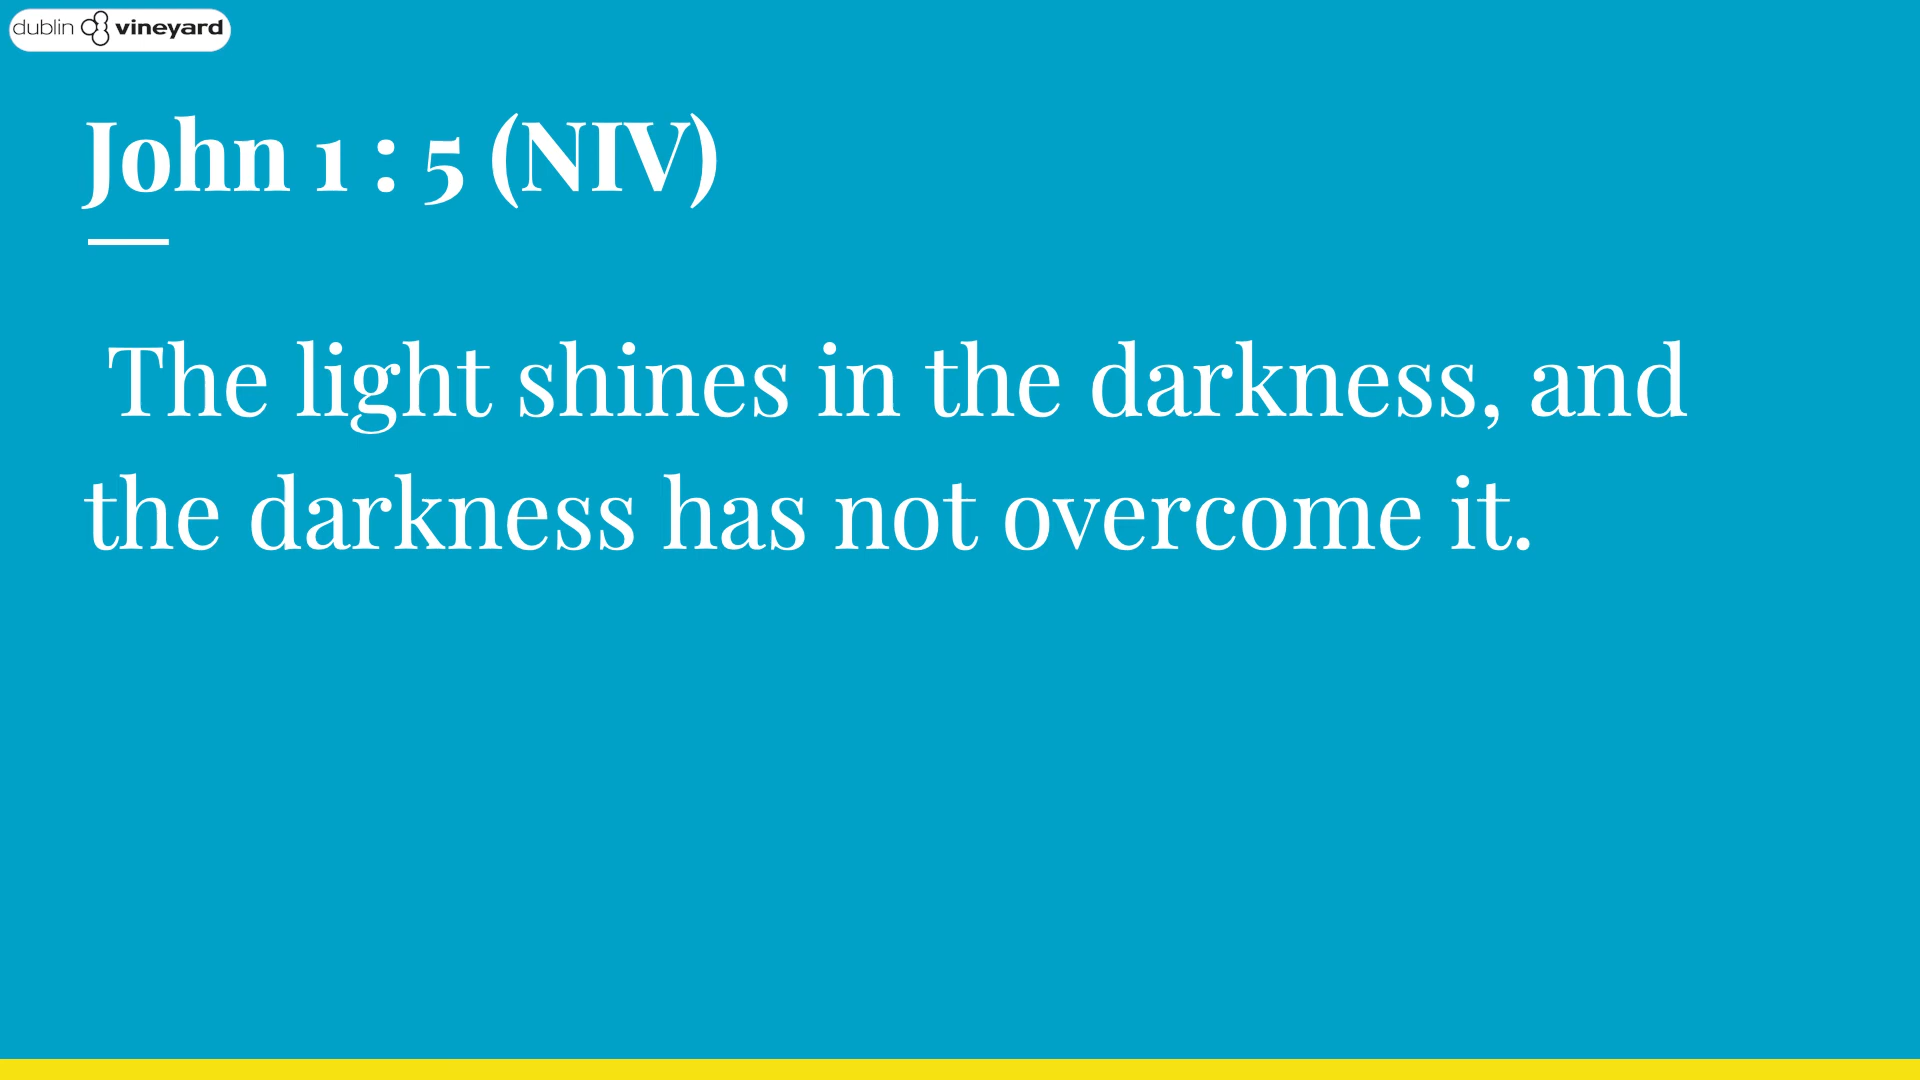 dublin vineyard
John 1 : 5 (NIV)
The light shines in the darkness, and
the darkness has not overcome it.